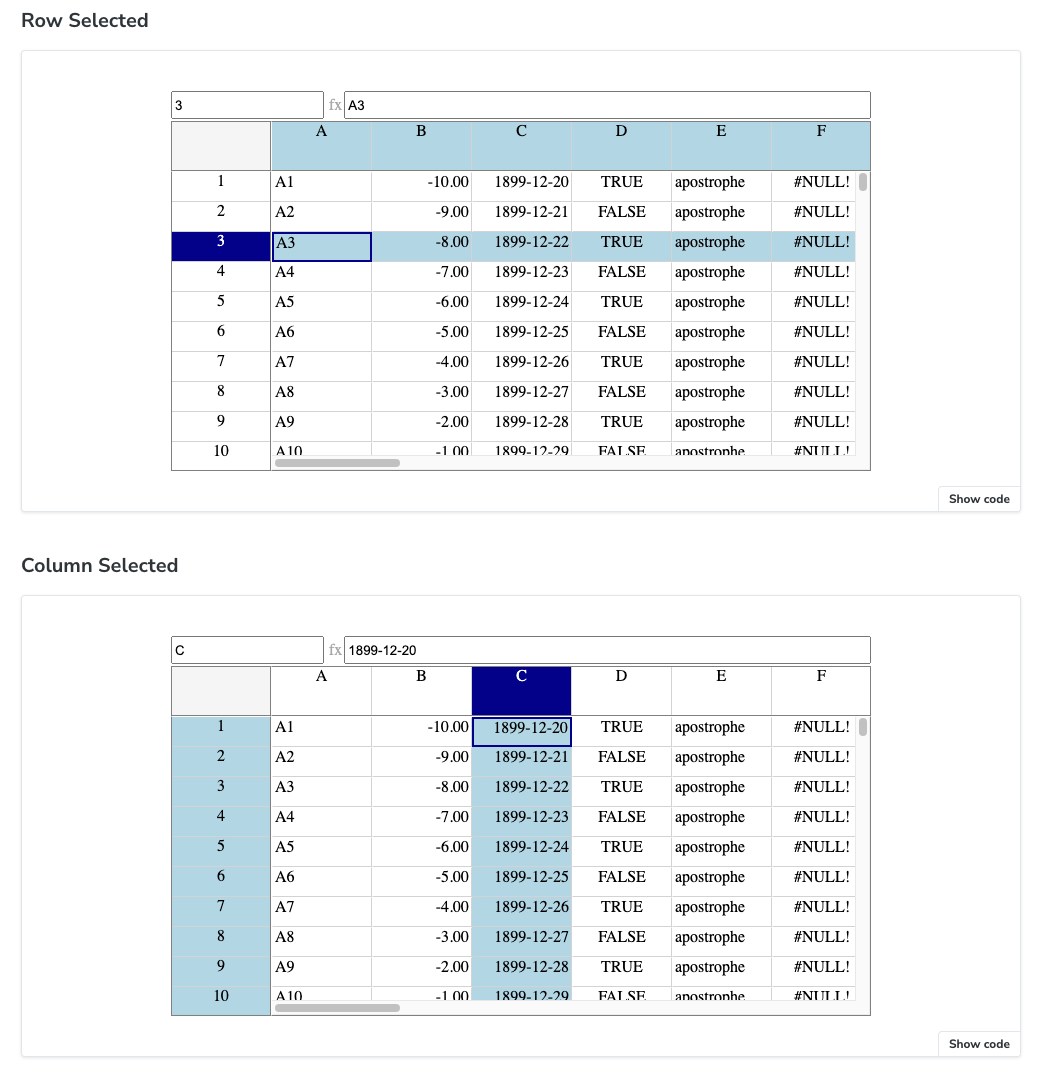 Row Selected
3 fx A3
A B C D E F
1 A1 -10.00 1899-12-20 TRUE apostrophe #NULL!
2 A2 -9.00 1899-12-21 FALSE apostrophe #NULL!
3 A3 -8.00 1899-12-22 TRUE apostrophe #NULL!
4 A4 -7.00 1899-12-23 FALSE apostrophe #NULL!
5 A5 -6.00 1899-12-24 TRUE apostrophe #NULL!
6 A6 -5.00 1899-12-25 FALSE apostrophe #NULL!
7 A7 -4.00 1899-12-26 TRUE apostrophe #NULL!
8 A8 -3.00 1899-12-27 FALSE apostrophe #NULL!
9 A9 -2.00 1899-12-28 TRUE apostrophe #NULL!
10 A10 -1.00 1899-12-29 FALSE apostrophe #NULL!
Show code
Column Selected
C fx 1899-12-20
A B C D E F
1 A1 -10.00 1899-12-20 TRUE apostrophe #NULL!
2 A2 -9.00 1899-12-21 FALSE apostrophe #NULL!
3 A3 -8.00 1899-12-22 TRUE apostrophe #NULL!
4 A4 -7.00 1899-12-23 FALSE apostrophe #NULL!
5 A5 -6.00 1899-12-24 TRUE apostrophe #NULL!
6 A6 -5.00 1899-12-25 FALSE apostrophe #NULL!
7 A7 -4.00 1899-12-26 TRUE apostrophe #NULL!
8 A8 -3.00 1899-12-27 FALSE apostrophe #NULL!
9 A9 -2.00 1899-12-28 TRUE apostrophe #NULL!
10 A10 -1.00 1899-12-29 FALSE apostrophe #NULL!
Show code